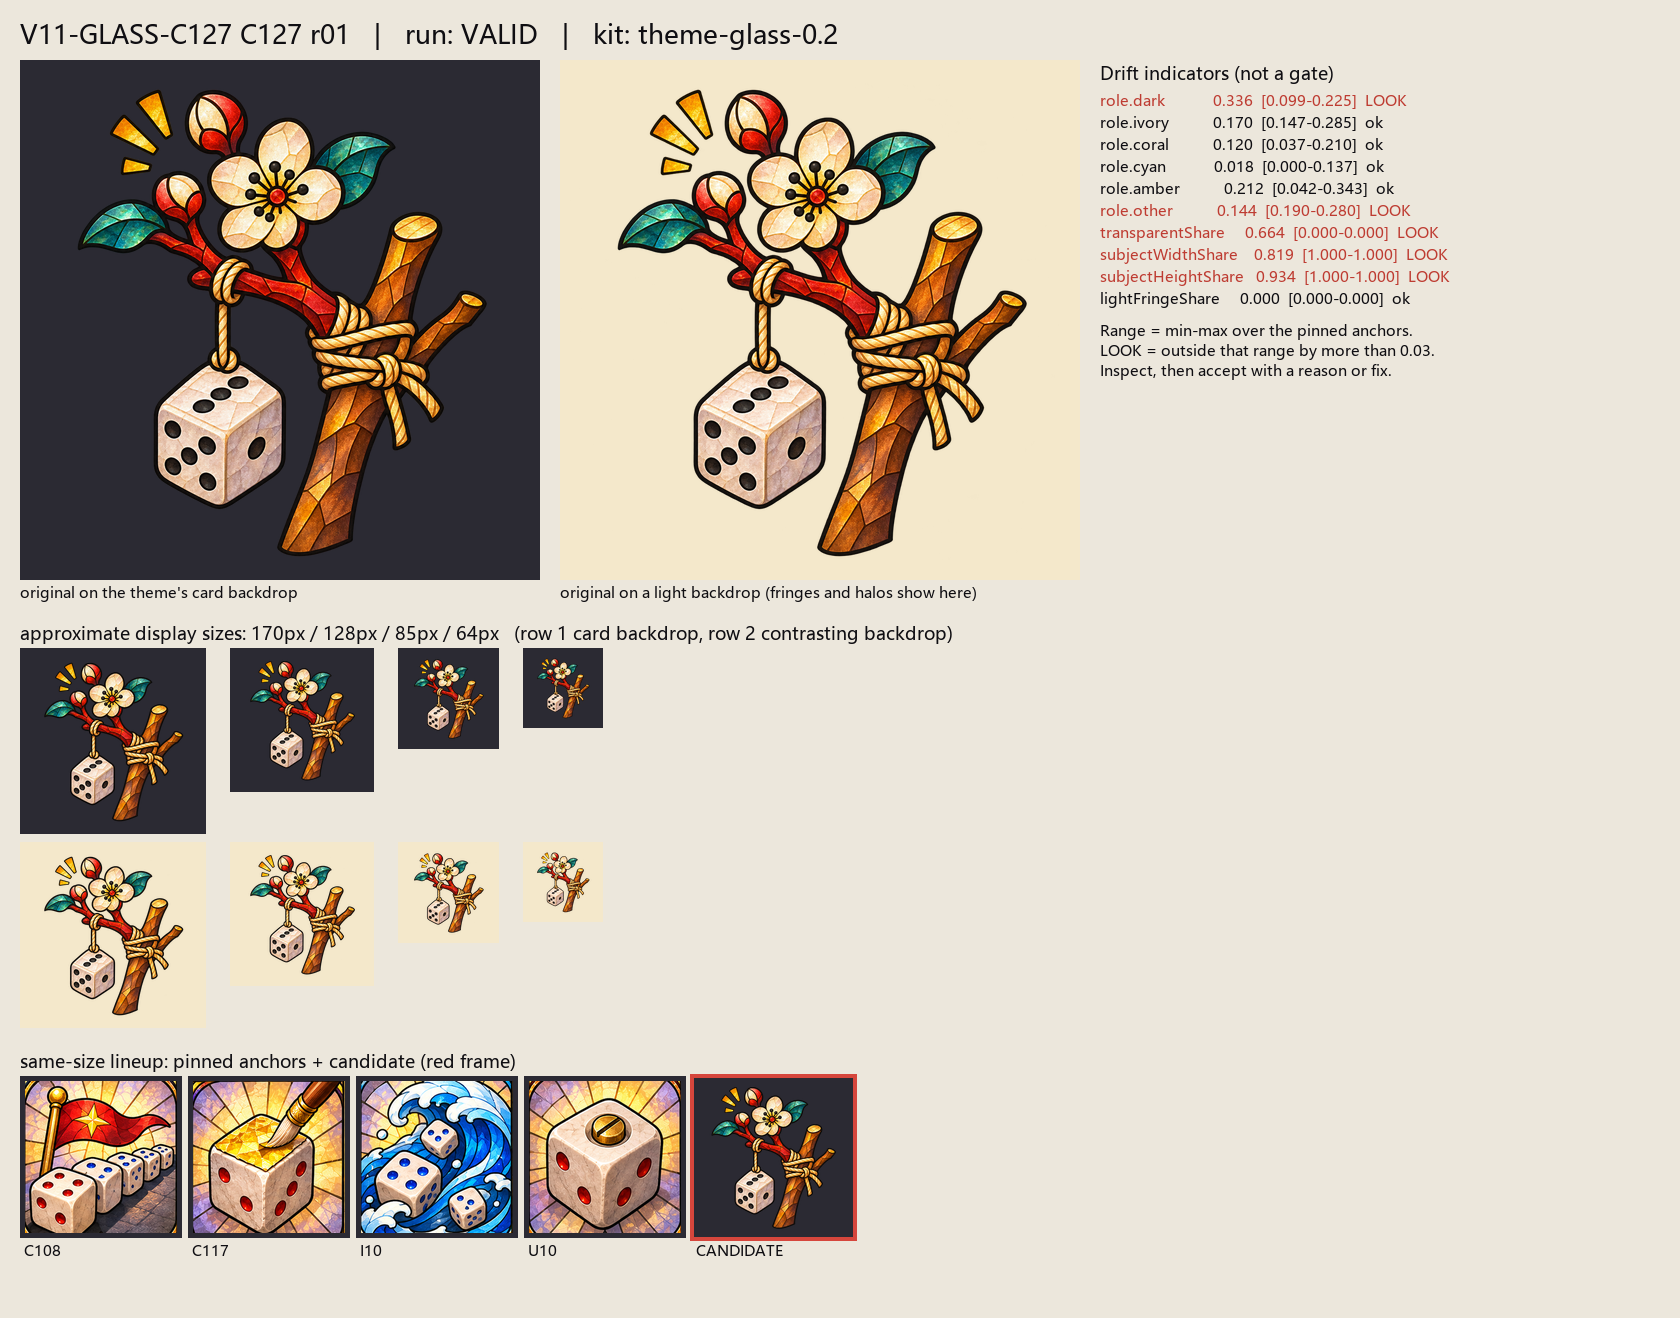 V11-GLASS-C127 C127 r01   |   run: VALID   |   kit: theme-glass-0.2
Drift indicators (not a gate)
role.dark 0.336 [0.099-0.225] LOOK
role.ivory 0.170 [0.147-0.285] ok
role.coral 0.120 [0.037-0.210] ok
role.cyan 0.018 [0.000-0.137] ok
role.amber 0.212 [0.042-0.343] ok
role.other 0.144 [0.190-0.280] LOOK
transparentShare 0.664 [0.000-0.000] LOOK
subjectWidthShare 0.819 [1.000-1.000] LOOK
subjectHeightShare 0.934 [1.000-1.000] LOOK
lightFringeShare 0.000 [0.000-0.000] ok
Range = min-max over the pinned anchors.
LOOK = outside that range by more than 0.03.
Inspect, then accept with a reason or fix.
original on the theme's card backdrop
original on a light backdrop (fringes and halos show here)
approximate display sizes: 170px / 128px / 85px / 64px   (row 1 card backdrop, row 2 contrasting backdrop)
same-size lineup: pinned anchors + candidate (red frame)
C108
C117
I10
U10
CANDIDATE